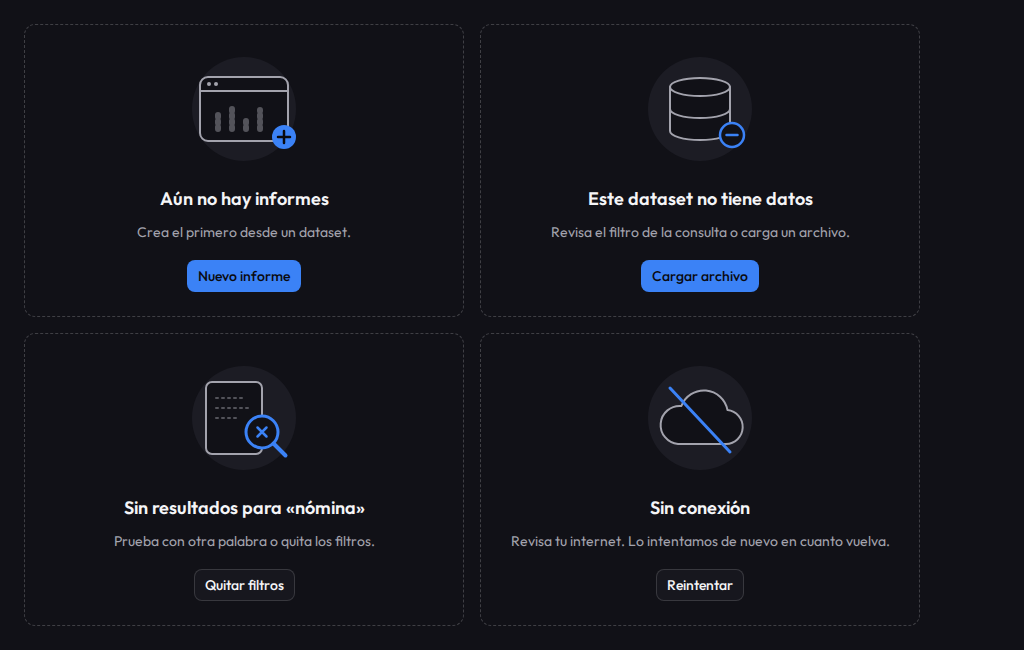 Aún no hay informes
Crea el primero desde un dataset.
Nuevo informe
Este dataset no tiene datos
Revisa el filtro de la consulta o carga un archivo.
Cargar archivo
Sin resultados para «nómina»
Prueba con otra palabra o quita los filtros.
Quitar filtros
Sin conexión
Revisa tu internet. Lo intentamos de nuevo en cuanto vuelva.
Reintentar